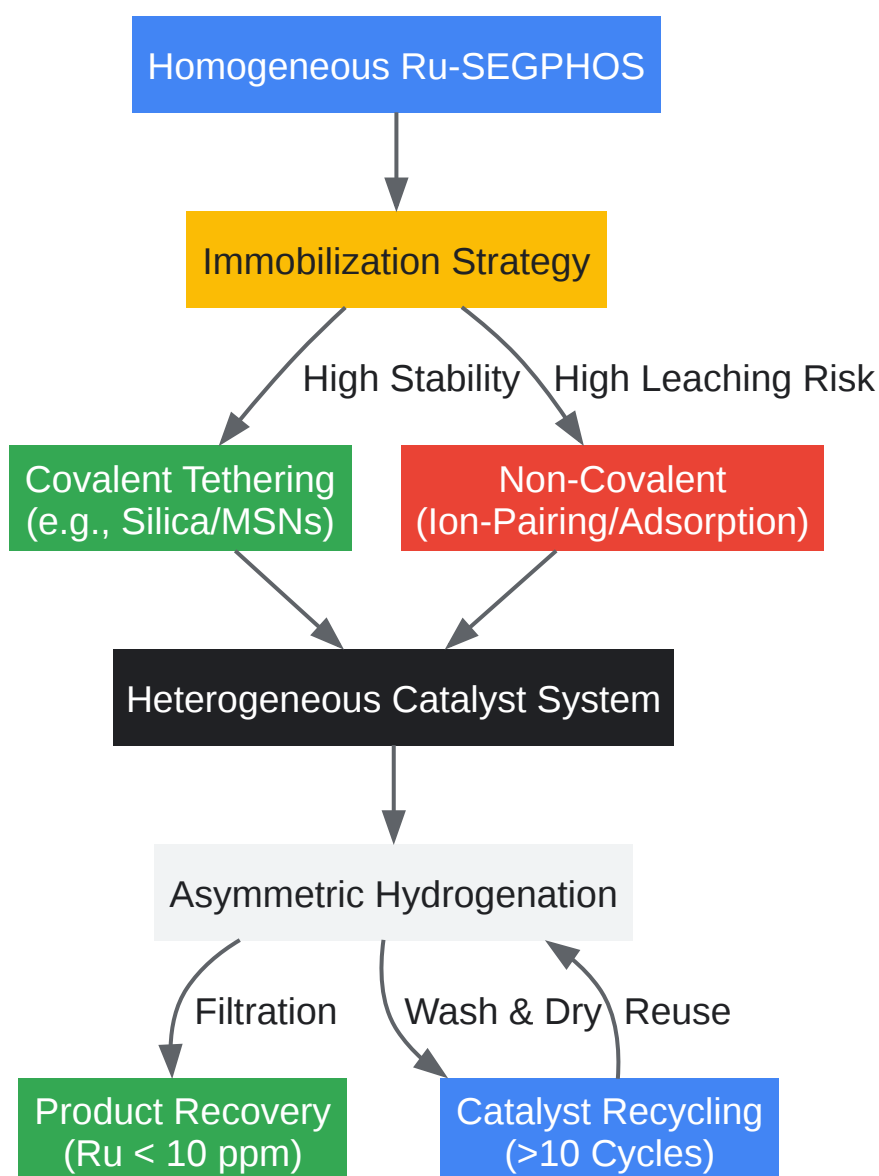 Homogeneous Ru-SEGPHOS
Immobilization Strategy
High Stability
High Leaching Risk
Covalent Tethering
(e.g., Silica/MSNs)
Non-Covalent
(Ion-Pairing/Adsorption)
Heterogeneous Catalyst System
Asymmetric Hydrogenation
Filtration
Wash & Dry
Reuse
Product Recovery
(Ru < 10 ppm)
Catalyst Recycling
(>10 Cycles)